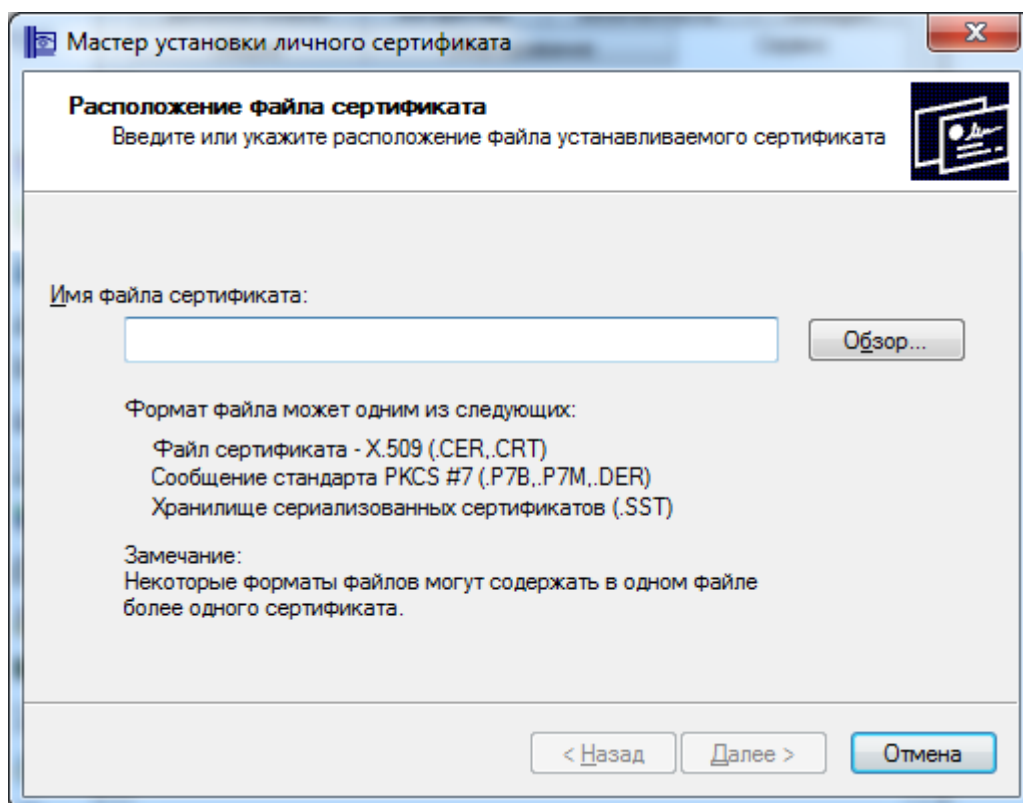 Мастер установки личного сертификата
Расположение файла сертификата
Введите или укажите расположение файла устанавливаемого сертификата
Имя файла сертификата:
Обзор...
Формат файла может одним из следующих:
Файл сертификата - X.509 (.CER,.CRT)
Сообщение стандарта PKCS #7 (.P7B,.P7M,.DER)
Хранилище сериализованных сертификатов (.SST)
Замечание:
Некоторые форматы файлов могут содержать в одном файле
более одного сертификата.
< Назад Далее > Отмена